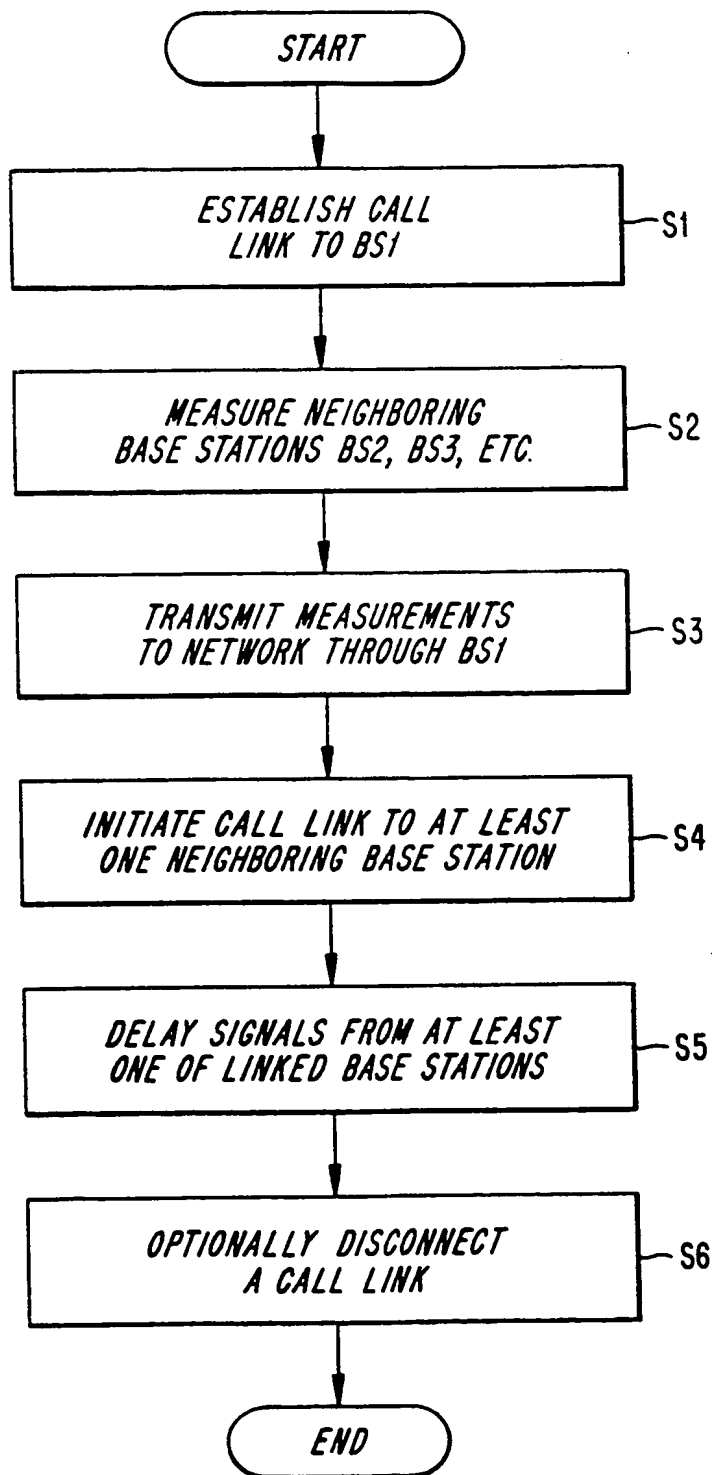 START
ESTABLISH CALL
LINK TO BS1
S1
MEASURE NEIGHBORING
BASE STATIONS BS2, BS3, ETC.
S2
TRANSMIT MEASUREMENTS
TO NETWORK THROUGH BS1
S3
INITIATE CALL LINK TO AT LEAST
ONE NEIGHBORING BASE STATION
S4
DELAY SIGNALS FROM AT LEAST
ONE OF LINKED BASE STATIONS
S5
OPTIONALLY DISCONNECT
A CALL LINK
S6
END